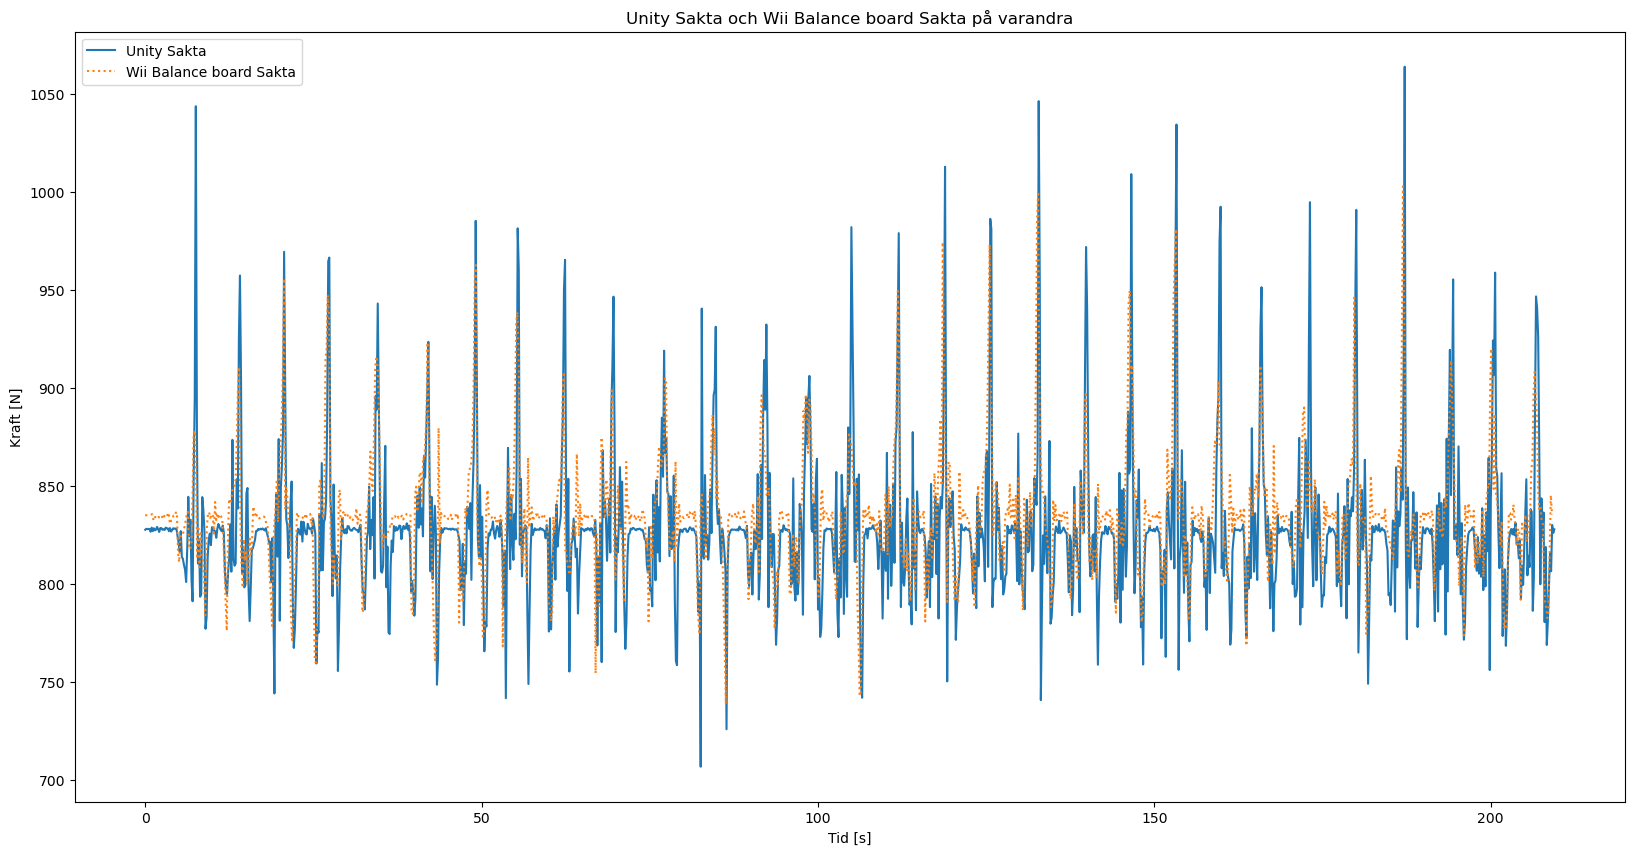 Unity Sakta och Wii Balance board Sakta på varandra
Unity Sakta
Wii Balance board Sakta
Kraft [N]
1050
1000
950
900
850
800
750
700
0
50
100
150
200
Tid [s]